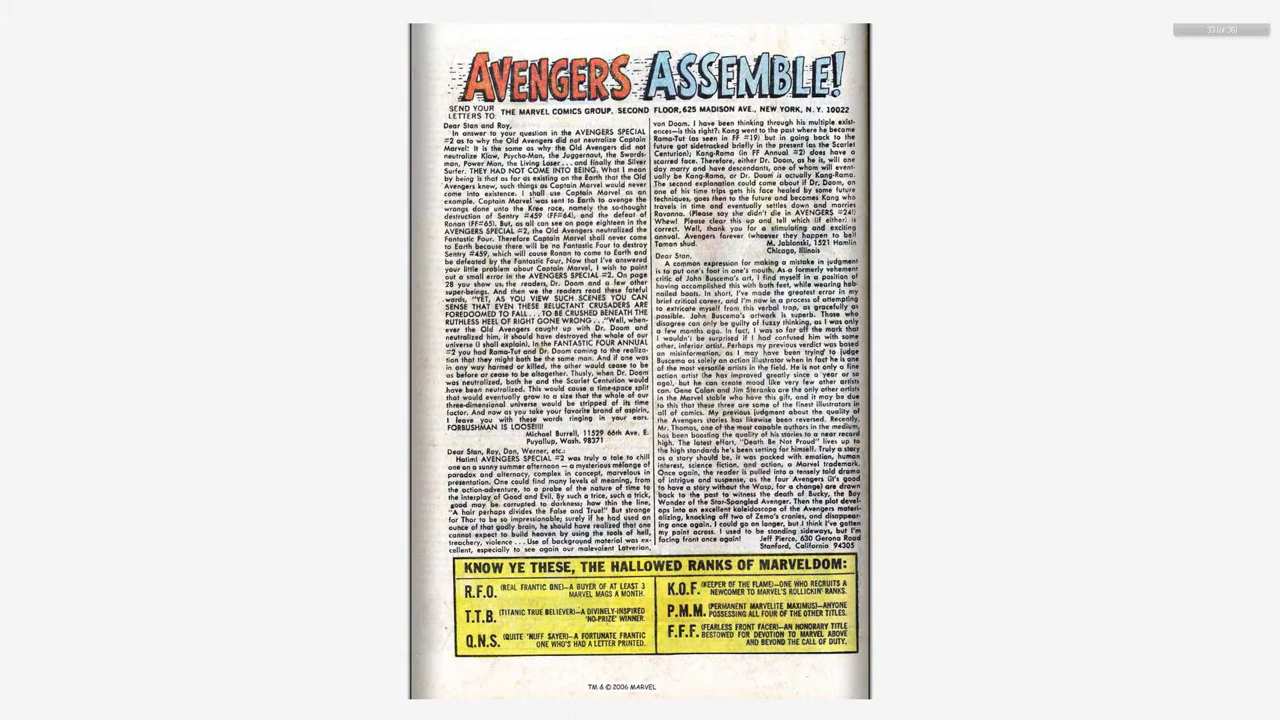 33 (of 36)
AVENGERS ASSEMBLE!
SEND YOUR
LETTERS TO:
THE MARVEL COMICS GROUP, SECOND FLOOR, 625 MADISON AVE., NEW YORK, N. Y. 10022
Dear Stan and Roy,
In answer to your question in the AVENGERS SPECIAL
#2 as to why the Old Avengers did not neutralize Captain
Marvel: It is the same as why the Old Avengers did not
neutralize Klaw, Psycho-Man, the Juggernaut, the Swords-
man, Power Man, the Living Laser . . . and finally the Silver
Surfer. THEY HAD NOT COME INTO BEING. What I mean
by being is that as far as existing on the Earth that the Old
Avengers knew, such things as Captain Marvel would never
come into existence. I shall use Captain Marvel as an
example. Captain Marvel was sent to Earth to avenge the
wrongs done unto the Kree race, namely the so-thought
destruction of Sentry #459 (FF#64), and the defeat of
Ronan (FF#65). But, as all can see on page eighteen in the
AVENGERS SPECIAL #2, the Old Avengers neutralized the
Fantastic Four. Therefore Captain Marvel shall never come
to Earth because there will be no Fantastic Four to destroy
Sentry #459, which will cause Ronan to come to Earth and
be defeated by the Fantastic Four. Now that I've answered
your little problem about Captain Marvel, I wish to point
out a small error in the AVENGERS SPECIAL #2. On page
28 you show us, the readers, Dr. Doom and a few other
super-beings. And then we the readers read these fateful
words, "YET, AS YOU VIEW SUCH SCENES YOU CAN
SENSE THAT EVEN THESE RELUCTANT CRUSADERS ARE
FOREDOOMED TO FALL . . . TO BE CRUSHED BENEATH THE
RUTHLESS HEEL OF RIGHT GONE WRONG . . ."Well, when-
ever the Old Avengers caught up with Dr. Doom and
neutralized him, it should have destroyed the whole of our
universe (I shall explain). In the FANTASTIC FOUR ANNUAL
#2 you had Rama-Tut and Dr. Doom coming to the realiza-
tion that they might both be the same man. And if one was
in any way harmed or killed, the other would cease to be
as before or cease to be altogether. Thusly, when Dr. Doom
was neutralized, both he and the Scarlet Centurion would
have been neutralized. This would cause a time-space split
that would eventually grow to a size that the whole of our
three-dimensional universe would be stripped of its time
factor. And now as you take your favorite brand of aspirin,
I leave you with these words ringing in your ears.
FORBUSHMAN IS LOOSE!!!!
Michael Burrell, 11529 66th Ave. E.
Puyallup, Wash. 98371
Dear Stan, Roy, Don, Werner, etc.:
Hatimi AVENGERS SPECIAL #2 was truly a tale to chill
one on a sunny summer afternoon — a mysterious mélange of
paradox and alternacy, complex in concept, marvelous in
presentation. One could find many levels of meaning, from
the action-adventure, to a probe of the nature of time to
the interplay of Good and Evil. By such a trice, such a trick,
good may be corrupted to darkness; how thin the line,
"A hair perhaps divides the False and True!" But strange
for Thor to be so impressionable; surely if he had used an
ounce of that godly brain, he should have realized that one
cannot expect to build heaven by using the tools of hell,
treachery, violence . . . Use of background material was ex-
cellent, especially to see again our malevolent Latverian,
von Doom. I have been thinking through his multiple exist-
ences—is this right?: Kang went to the past where he became
Rama-Tut (as seen in FF #19) but in going back to the
future got sidetracked briefly in the present (as the Scarlet
Centurion); Kang-Rama (in FF Annual #2) does have a
scarred face. Therefore, either Dr. Doom, as he is, will one
day marry and have descendants, one of whom will event-
ually be Kang-Rama, or Dr. Doom is actually Kang-Rama.
The second explanation could come about if Dr. Doom, on
one of his time trips gets his face healed by some future
techniques, goes then to the future and becomes Kang who
travels in time and eventually settles down and marries
Ravonna. (Please say she didn't die in AVENGERS #24!)
Whew! Please clear this up and tell which (if either) is
correct. Well, thank you for a stimulating and exciting
annual. Avengers forever (whoever they happen to be)!
Taman shud.
M. Jablonski, 1521 Hamlin
Chicago, Illinois
Dear Stan,
A common expression for making a mistake in judgment
is to put one's foot in one's mouth. As a formerly vehement
critic of John Buscema's art, I find myself in a position of
having accomplished this with both feet, while wearing hob-
nailed boots. In short, I've made the greatest error in my
brief critical career, and I'm now in a process of attempting
to extricate myself from this verbal trap, as gracefully as
possible. John Buscema's artwork is superb. Those who
disagree can only be guilty of fuzzy thinking, as I was only
a few months ago. In fact, I was so far off the mark that
I wouldn't be surprised if I had confused him with some
other, inferior artist. Perhaps my previous verdict was based
on misinformation, as I may have been trying to judge
Buscema as solely an action illustrator when in fact he is one
of the most versatile artists in the field. He is not only a fine
action artist (he has improved greatly since a year or so
ago), but he can create mood like very few other artists
can. Gene Colan and Jim Steranko are the only other artists
in the Marvel stable who have this gift, and it may be due
to this that these three are some of the finest illustrators in
all of comics. My previous judgment about the quality of
the Avengers stories has likewise been reversed. Recently,
Mr. Thomas, one of the most capable authors in the medium,
has been boosting the quality of his stories to a near record
high. The latest effort, "Death Be Not Proud" lives up to
the high standards he's been setting for himself. Truly a story
as a story should be, it was packed with emotion, human
interest, science fiction, and action, a Marvel trademark.
Once again, the reader is pulled into a tensely told drama
of intrigue and suspense, as the four Avengers (it's good
to have a story without the Wasp, for a change) are drawn
back to the past to witness the death of Bucky, the Boy
Wonder of the Star-Spangled Avenger. Then the plot devel-
ops into an excellent kaleidoscope of the Avengers materi-
alizing, knocking off two of Zemo's cronies, and disappear-
ing once again. I could go on longer, but I think I've gotten
my point across. I used to be standing sideways, but I'm
facing front once again!
Jeff Pierce, 630 Gerona Road
Stanford, California 94305
KNOW YE THESE, THE HALLOWED RANKS OF MARVELDOM:
R.F.O. (REAL FRANTIC ONE)—A BUYER OF AT LEAST 3
MARVEL MAGS A MONTH.
T.T.B. (TITANIC TRUE BELIEVER)—A DIVINELY-INSPIRED
'NO-PRIZE' WINNER.
Q.N.S. (QUITE 'NUFF SAYER)—A FORTUNATE FRANTIC
ONE WHO'S HAD A LETTER PRINTED.
K.O.F. (KEEPER OF THE FLAME)—ONE WHO RECRUITS A
NEWCOMER TO MARVEL'S ROLLICKIN' RANKS.
P.M.M. (PERMANENT MARVELITE MAXIMUS)—ANYONE
POSSESSING ALL FOUR OF THE OTHER TITLES.
F.F.F. (FEARLESS FRONT FACER)—AN HONORARY TITLE
BESTOWED FOR DEVOTION TO MARVEL ABOVE
AND BEYOND THE CALL OF DUTY.
TM & © 2006 MARVEL